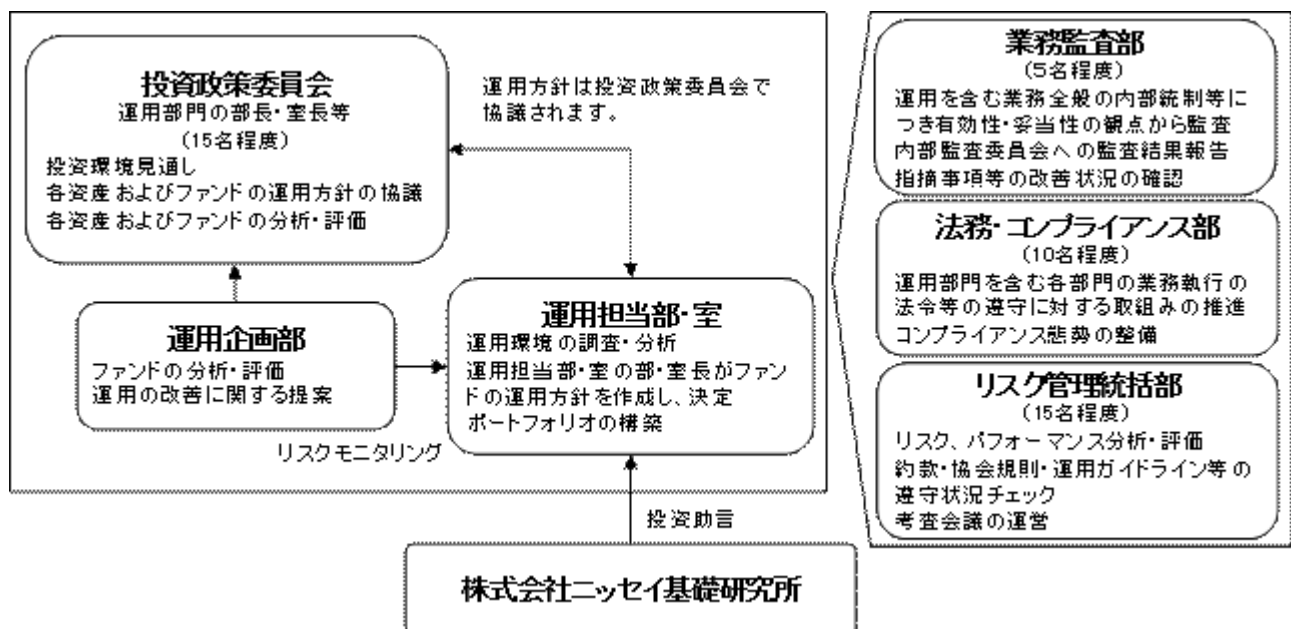 投資政策委員会
運用部門の部長・室長等
(15名程度)
投資環境見通し
各資産およびファンドの運用方針の協議
各資産およびファンドの分析・評価
運用方針は投資政策委員会で
協議されます。
運用企画部
ファンドの分析・評価
運用の改善に関する提案
リスクモニタリング
運用担当部・室
運用環境の調査・分析
運用担当部・室の部・室長がファン
ドの運用方針を作成し、決定
ポートフォリオの構築
投資助言
株式会社ニッセイ基礎研究所
業務監査部
(5名程度)
運用を含む業務全般の内部統制等に
つき有効性・妥当性の観点から監査
内部監査委員会への監査結果報告
指摘事項等の改善状況の確認
法務・コンプライアンス部
(10名程度)
運用部門を含む各部門の業務執行の
法令等の遵守に対する取組みの推進
コンプライアンス態勢の整備
リスク管理統括部
(15名程度)
リスク、パフォーマンス分析・評価
約款・協会規則・運用ガイドライン等の
遵守状況チェック
考査会議の運営